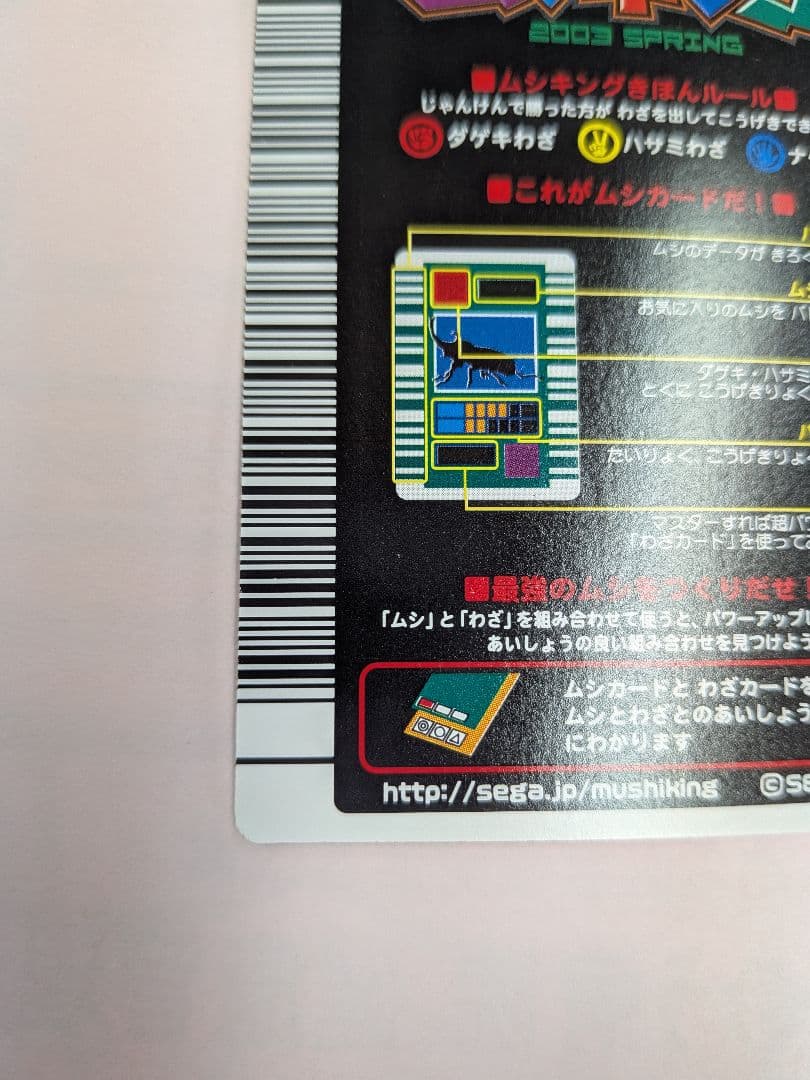 2003 SPRING
■ムシキングきほんルール■
じゃんけんで勝った方が わざを出してこうげきでき
ダゲキわざ ハサミわざ
■これがムシカードだ!■
ムシのデータが きろく
お気に入りのムシを
ダゲキ・ハサミ
とくに こうげきりょく
たいりょく、こうげきりょく
マスターすれば超パワ
「わざカード」を使って
■最強のムシをつくりだせ
「ムシ」と「わざ」を組み合わせて使うと、パワーアップし
あいしょうの良い組み合わせを見つけよう
ムシカードと わざカードを
ムシとわざとのあいしょう
にわかります
http://sega.jp/mushiking
©SE